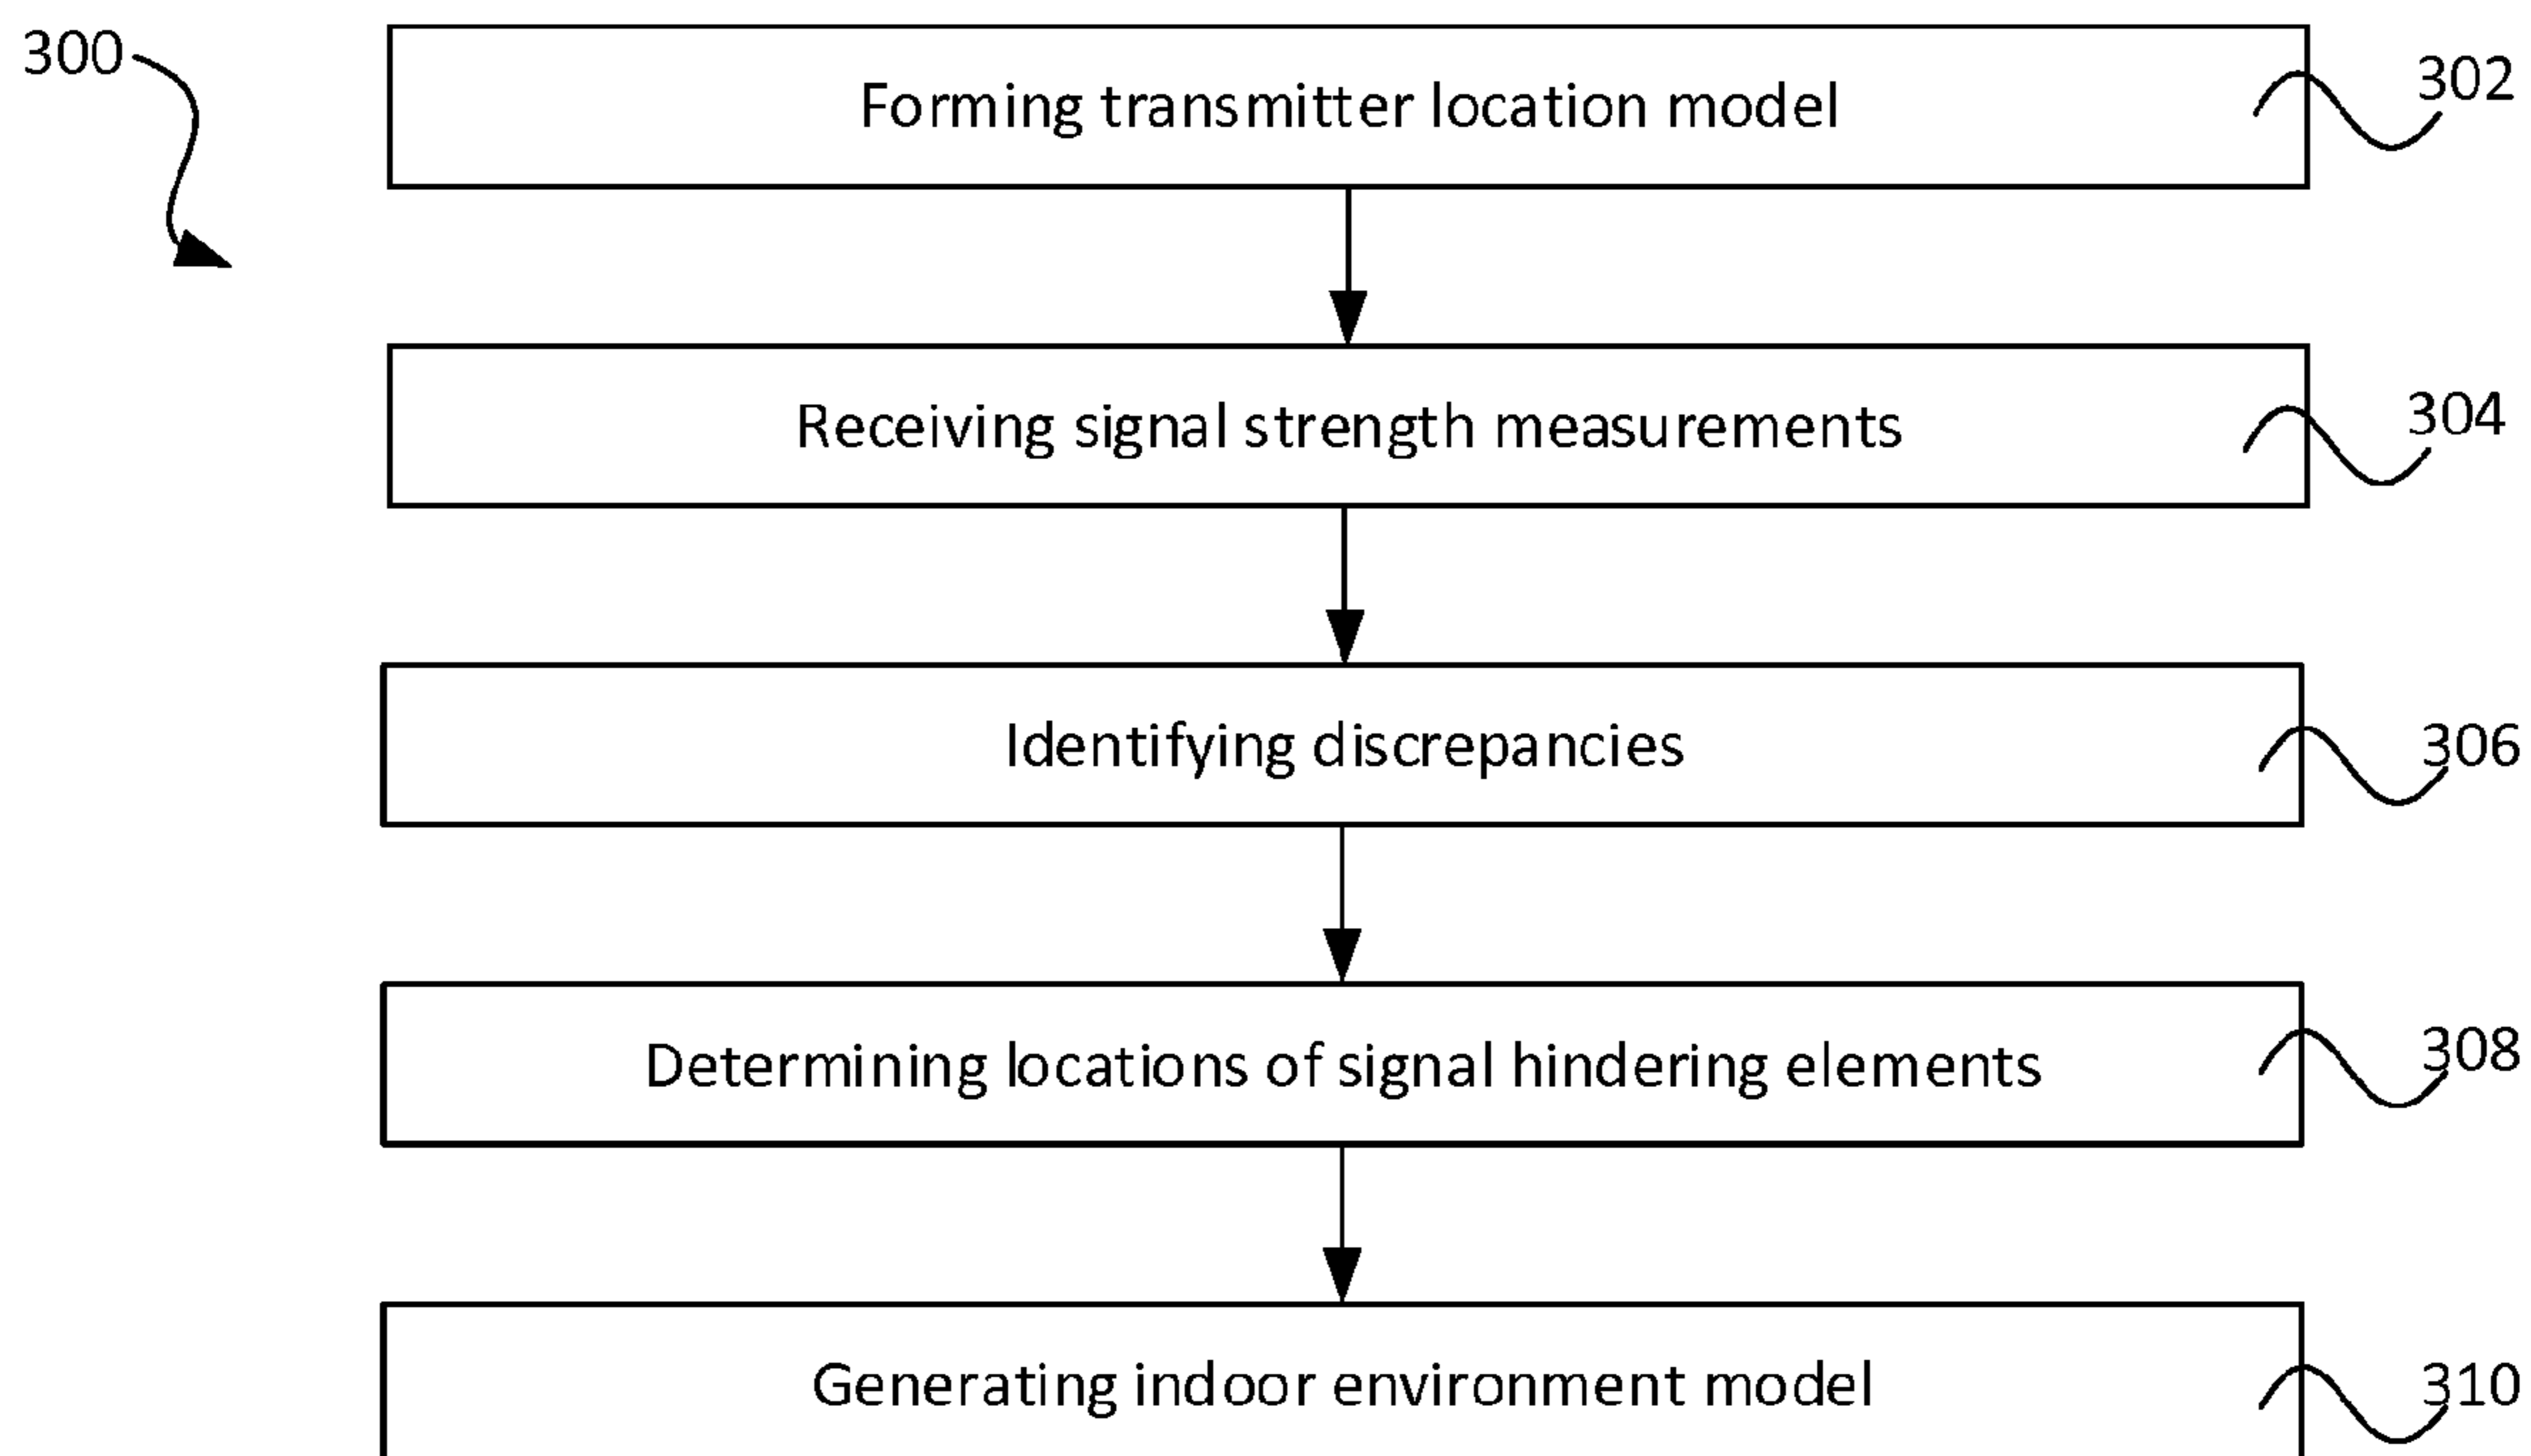 300
Forming transmitter location model
302
Receiving signal strength measurements
304
Identifying discrepancies
306
Determining locations of signal hindering elements
308
Generating indoor environment model
310